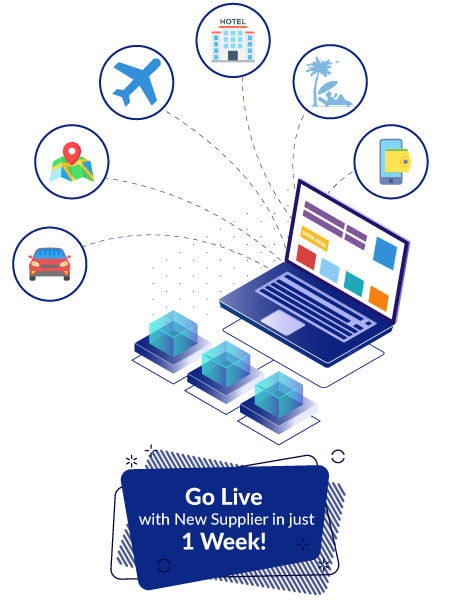 HOTEL
BOOK NOW
Go Live
with New Supplier in just
1 Week!